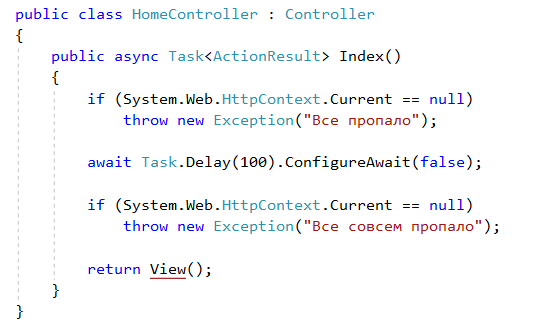 public class HomeController : Controller
{
    public async Task<ActionResult> Index()
    {
        if (System.Web.HttpContext.Current == null)
            throw new Exception("Все пропало");

        await Task.Delay(100).ConfigureAwait(false);

        if (System.Web.HttpContext.Current == null)
            throw new Exception("Все совсем пропало");

        return View();
    }
}